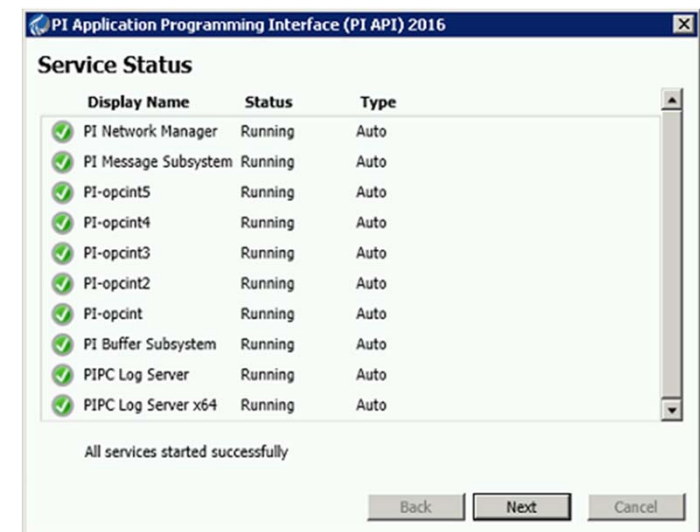 PI Application Programming Interface (PI API) 2016
Service Status
Display Name Status Type
PI Network Manager Running Auto
PI Message Subsystem Running Auto
PI-opcint5 Running Auto
PI-opcint4 Running Auto
PI-opcint3 Running Auto
PI-opcint2 Running Auto
PI-opcint Running Auto
PI Buffer Subsystem Running Auto
PIPC Log Server Running Auto
PIPC Log Server x64 Running Auto
All services started successfully
Back Next Cancel